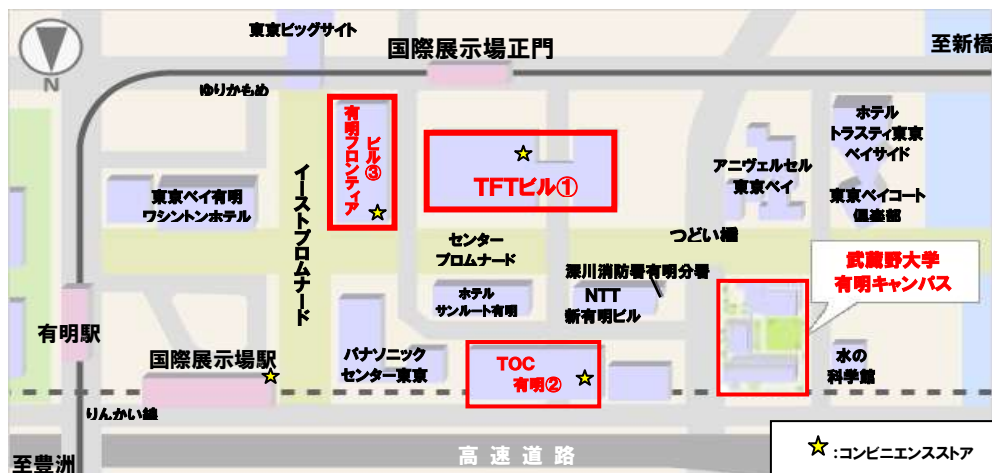 東京ビッグサイト
国際展示場正門
至新橋
N
ゆりかもめ
有明フロンティア
ビル③
TFTビル①
ホテル
トラスティ東京
ベイサイド
アニヴェルセル
東京ベイ
東京ベイコート
倶楽部
東京ベイ有明
ワシントンホテル
イーストプロムナード
センター
プロムナード
つどい橋
武蔵野大学
有明キャンパス
深川消防署有明分署
NTT
新有明ビル
ホテル
サンルート有明
有明駅
国際展示場駅
パナソニック
センター東京
TOC
有明②
水の
科学館
りんかい線
至豊洲
高速道路
:コンビニエンスストア